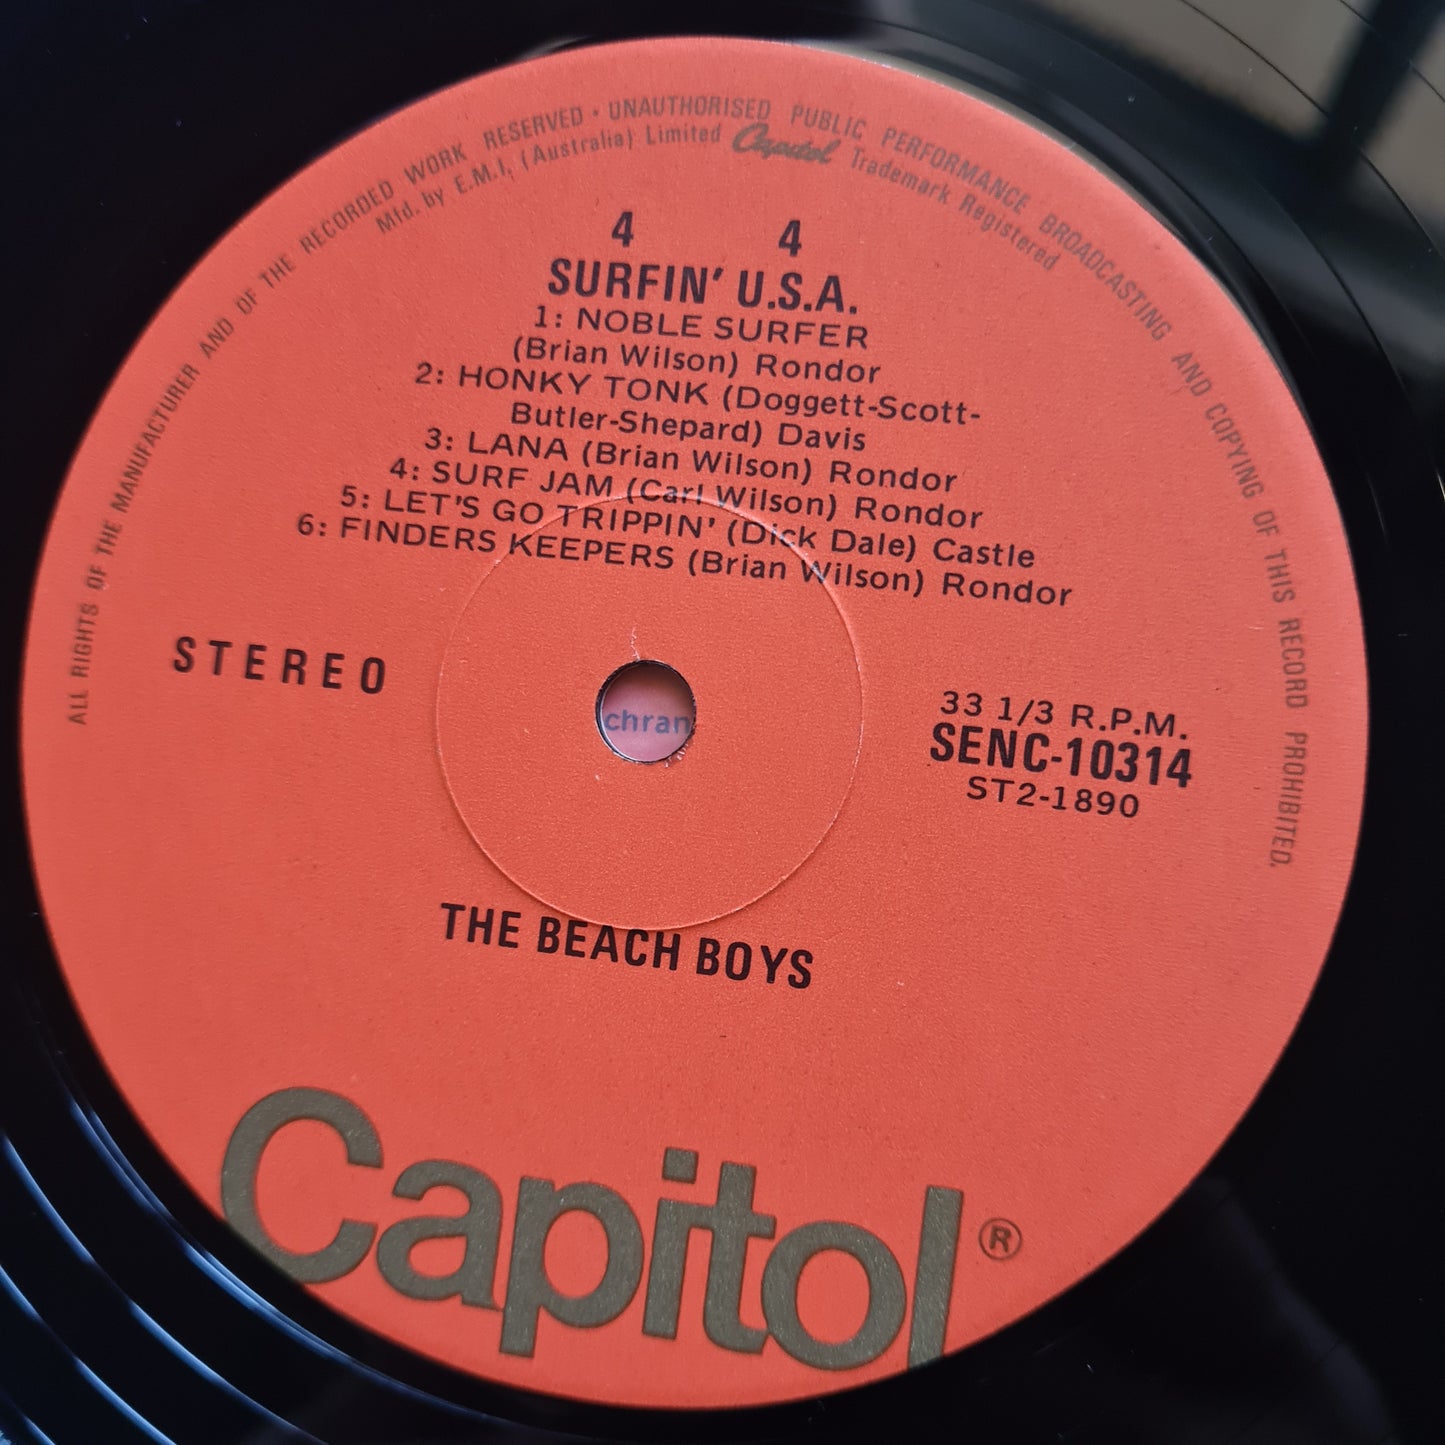 ALL RIGHTS OF THE MANUFACTURER AND OF THE RECORDED WORK RESERVED · UNAUTHORISED PUBLIC PERFORMANCE BROADCASTING AND COPYING OF THIS RECORD PROHIBITED.
Mfd. by E.M.I. (Australia) Limited Capitol Trademark Registered
4 4
SURFIN' U.S.A.
1: NOBLE SURFER
(Brian Wilson) Rondor
2: HONKY TONK (Doggett-Scott-
Butler-Shepard) Davis
3: LANA (Brian Wilson) Rondor
4: SURF JAM (Carl Wilson) Rondor
5: LET'S GO TRIPPIN' (Dick Dale) Castle
6: FINDERS KEEPERS (Brian Wilson) Rondor
STEREO
33 1/3 R.P.M.
SENC-10314
ST2-1890
chran
THE BEACH BOYS
Capitol ®